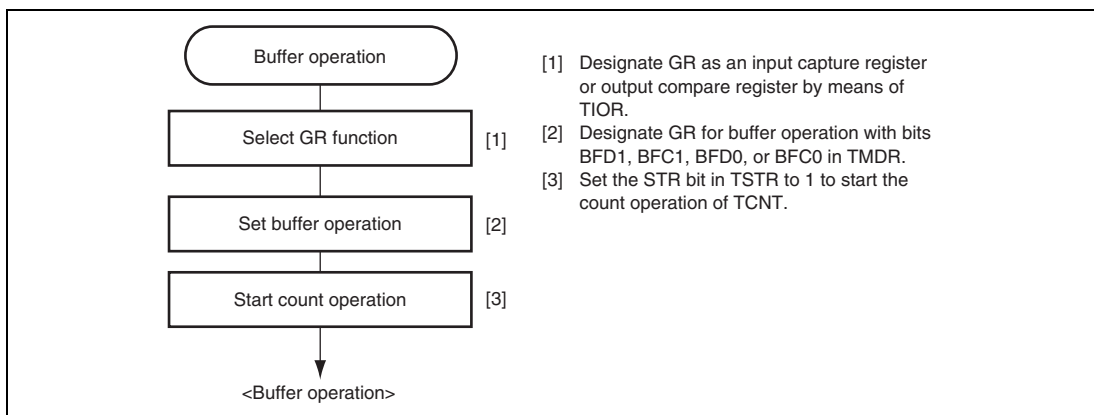 Buffer operation
Select GR function
[1]
Set buffer operation
[2]
Start count operation
[3]
<Buffer operation>
[1] Designate GR as an input capture register
or output compare register by means of
TIOR.
[2] Designate GR for buffer operation with bits
BFD1, BFC1, BFD0, or BFC0 in TMDR.
[3] Set the STR bit in TSTR to 1 to start the
count operation of TCNT.